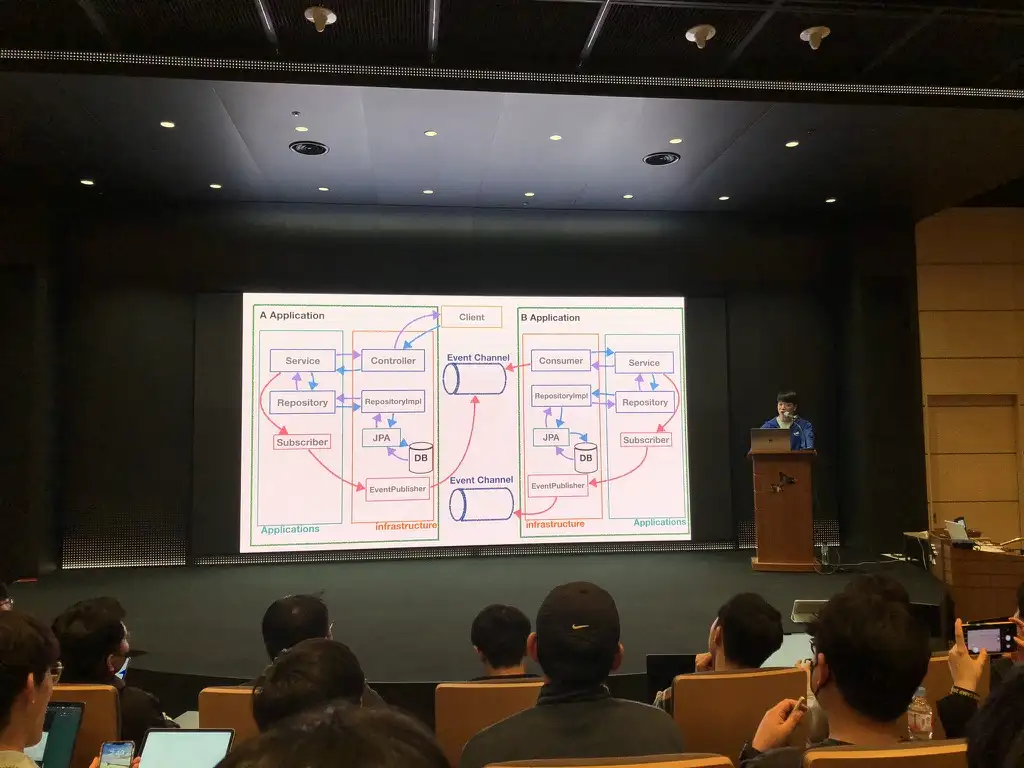 A Application
Client
B Application
Service
Controller
Event Channel
Consumer
Service
Repository
RepositoryImpl
RepositoryImpl
Repository
Subscriber
JPA
DB
JPA
DB
Subscriber
EventPublisher
Event Channel
EventPublisher
Applications
infrastructure
infrastructure
Applications